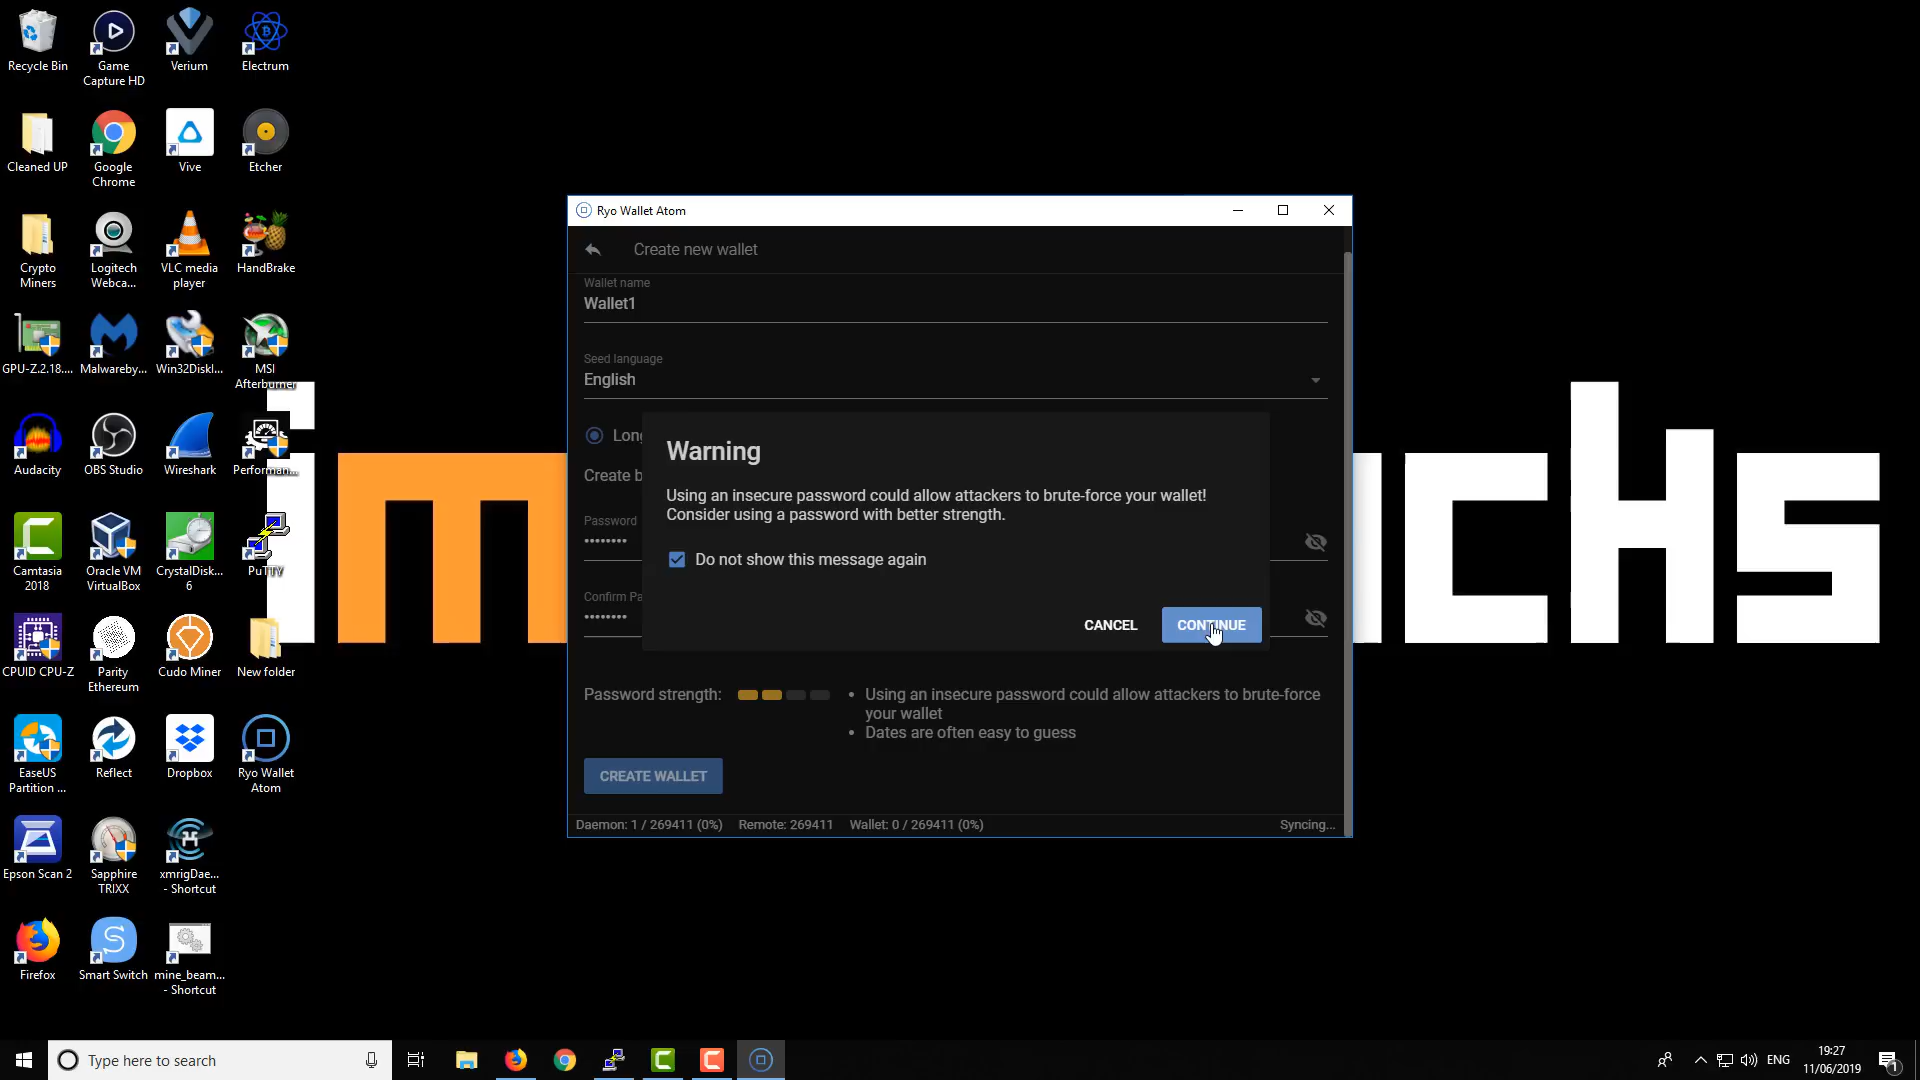 Recycle Bin
Game
Capture HD
Verium
Electrum
Cleaned UP
Google
Chrome
Vive
Etcher
Crypto
Miners
Logitech
Webca...
VLC media
player
HandBrake
GPU-Z.2.18....
Malwareby...
Win32DiskI...
MSI
Afterburner
Audacity
OBS Studio
Wireshark
Performan...
Camtasia
2018
Oracle VM
VirtualBox
CrystalDisk...
6
PuTTY
CPUID CPU-Z
Parity
Ethereum
Cudo Miner
New folder
EaseUS
Partition ...
Reflect
Dropbox
Ryo Wallet
Atom
Epson Scan 2
Sapphire
TRIXX
xmrigDae...
- Shortcut
Firefox
Smart Switch
mine_beam...
- Shortcut
Ryo Wallet Atom
Create new wallet
Wallet name
Wallet1
Seed language
English
Long
Create b
Warning
Using an insecure password could allow attackers to brute-force your wallet!
Consider using a password with better strength.
Do not show this message again
CANCEL
CONTINUE
Password
••••••••
Confirm Pa
••••••••
Password strength:
• Using an insecure password could allow attackers to brute-force
your wallet
• Dates are often easy to guess
CREATE WALLET
Daemon: 1 / 269411 (0%) Remote: 269411 Wallet: 0 / 269411 (0%) Syncing...
Type here to search
ENG
19:27
11/06/2019
1